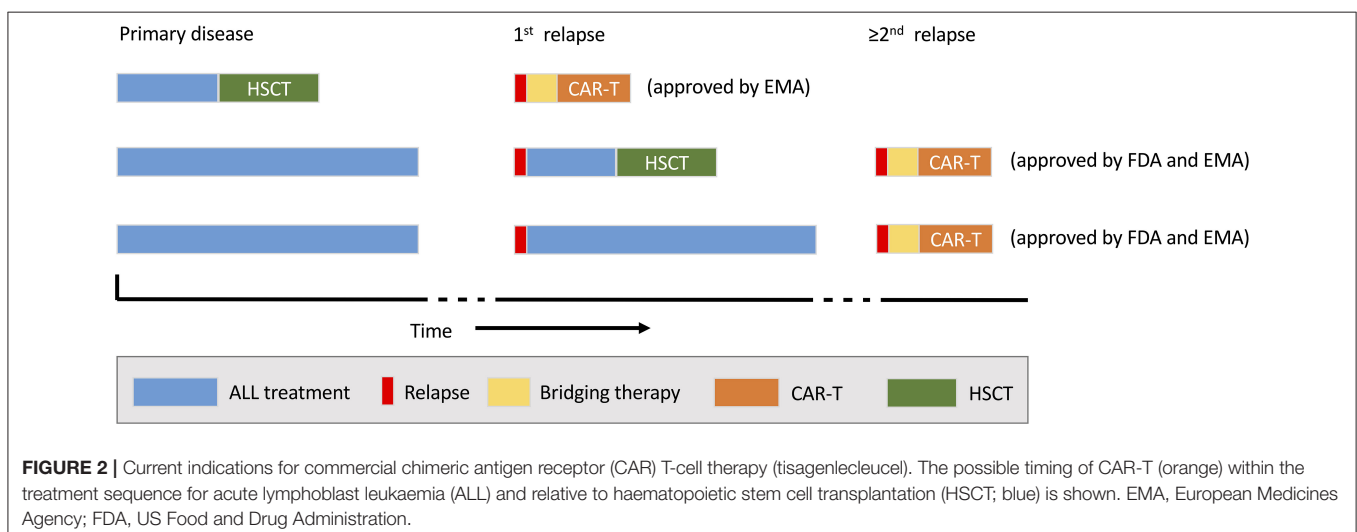 Primary disease 1st relapse ≥2nd relapse
HSCT CAR-T (approved by EMA)
HSCT CAR-T (approved by FDA and EMA)
CAR-T (approved by FDA and EMA)
Time
ALL treatment Relapse Bridging therapy CAR-T HSCT
FIGURE 2 | Current indications for commercial chimeric antigen receptor (CAR) T-cell therapy (tisagenlecleucel). The possible timing of CAR-T (orange) within the
treatment sequence for acute lymphoblast leukaemia (ALL) and relative to haematopoietic stem cell transplantation (HSCT; blue) is shown. EMA, European Medicines
Agency; FDA, US Food and Drug Administration.